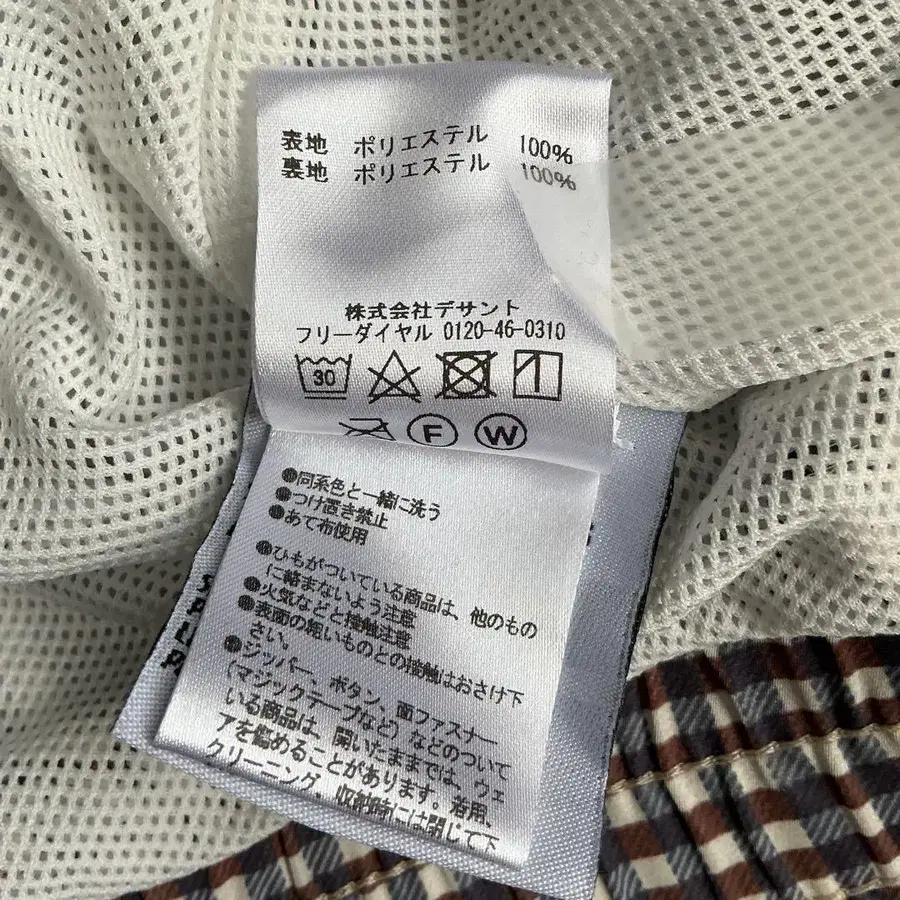 表地 ポリエステル 100%
裏地 ポリエステル 100%
株式会社デサント
フリーダイヤル 0120-46-0310
30
F W
●同系色と一緒に洗う
●つけ置き禁止
●あて布使用
●ひもがついている商品は、他のもの
に絡まないよう注意
●火気などと接触注意
●表面の粗いものとの接触はおさけ下
さい。
●ジッパー、ボタン、面ファスナー
(マジックテープなど)などのついて
いる商品は、開いたままでは、ウェ
アを傷めることがあります。着用、
クリーニング、収納時には閉じて下